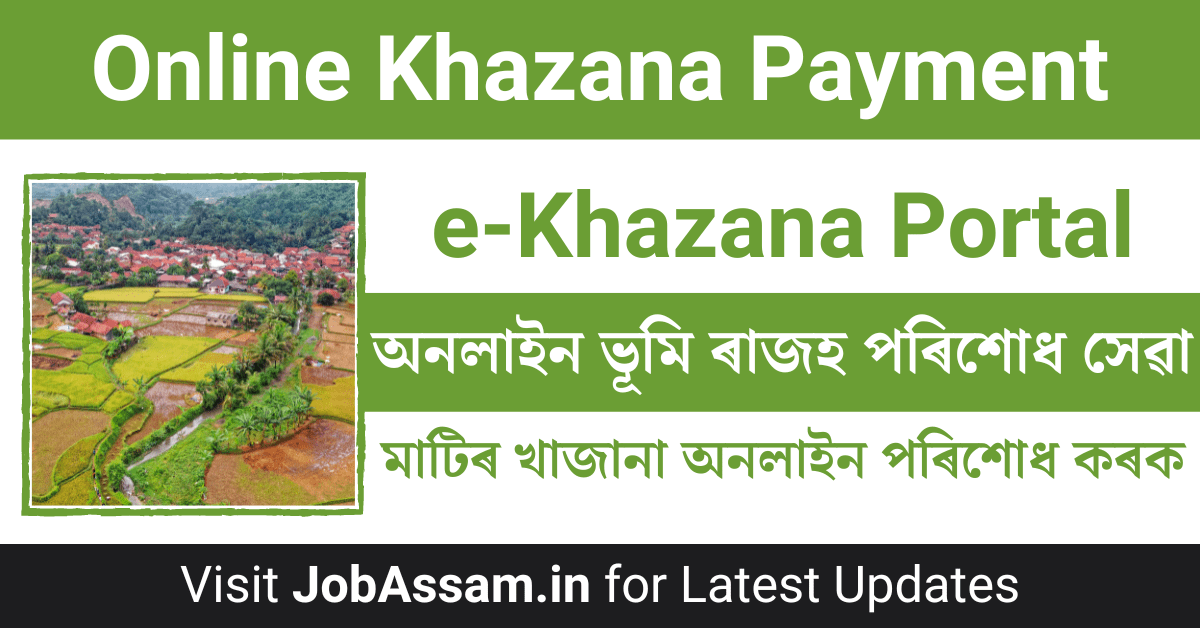 Online Khazana Payment
e-Khazana Portal
অনলাইন ভূমি ৰাজহ পৰিশোধ সেৱা
মাটিৰ খাজানা অনলাইন পৰিশোধ কৰক
Visit JobAssam.in for Latest Updates